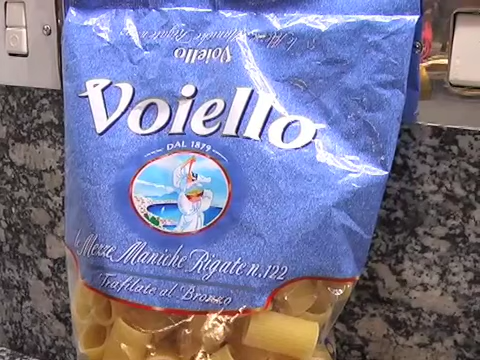 Voiello
Voiello
DAL 1879
le Mezze Maniche Rigate n.122
Trafilate al Bronzo